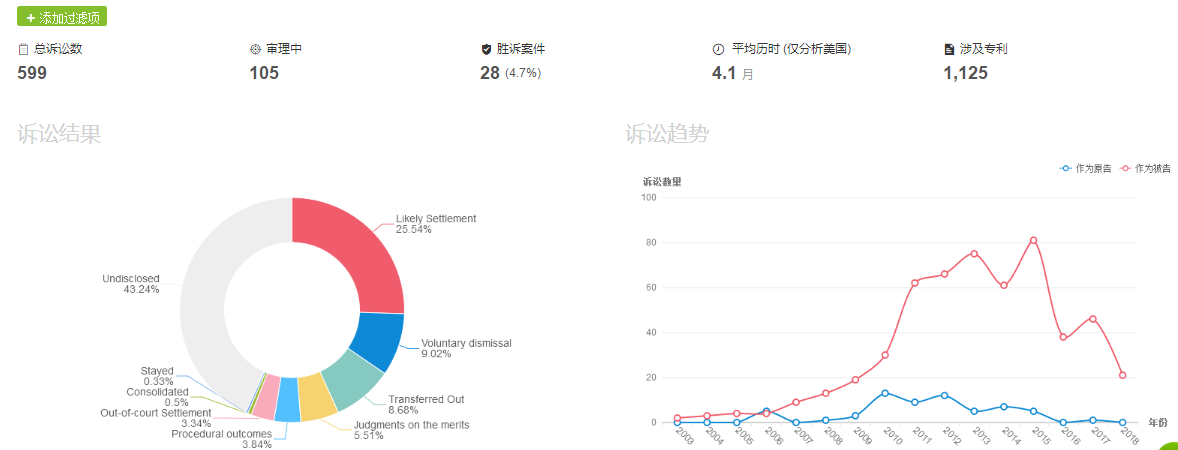 + 添加过滤项
总诉讼数
599
审理中
105
胜诉案件
28 (4.7%)
平均历时 (仅分析美国)
4.1 月
涉及专利
1,125
诉讼结果
Likely Settlement
25.54%
Voluntary dismissal
9.02%
Transferred Out
8.68%
Judgments on the merits
5.51%
Procedural outcomes
3.84%
Out-of-court Settlement
3.34%
Consolidated
0.5%
Stayed
0.33%
Undisclosed
43.24%
诉讼趋势
作为原告
作为被告
诉讼数量
100
80
60
40
20
0
2003
2004
2005
2006
2007
2008
2009
2010
2011
2012
2013
2014
2015
2016
2017
2018
年份